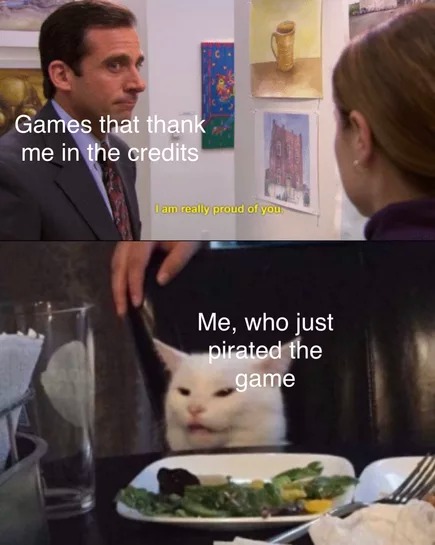 Games that thank
me in the credits
I am really proud of you.
Me, who just
pirated the
game